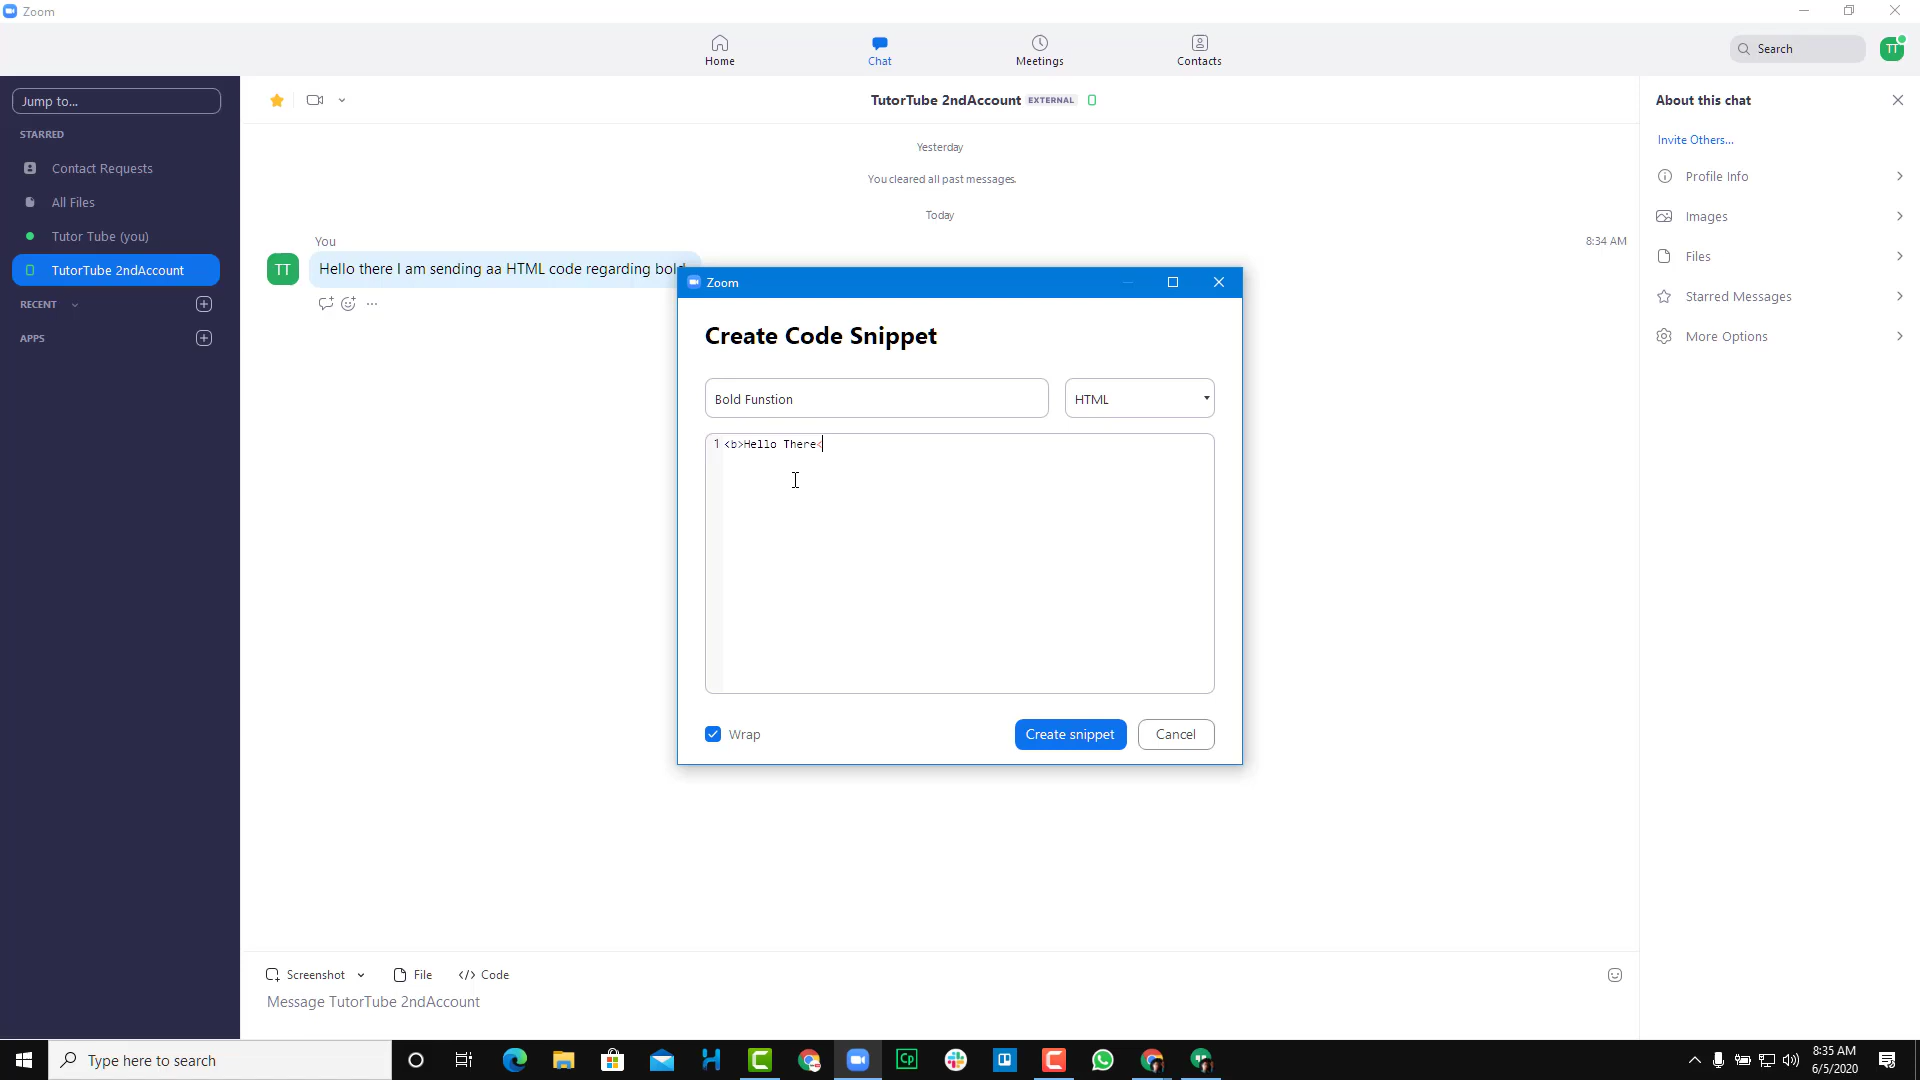 Zoom
Home
Chat
Meetings
Contacts
Search
TT
Jump to...
STARRED
Contact Requests
All Files
Tutor Tube (you)
TutorTube 2ndAccount
RECENT
APPS
TutorTube 2ndAccount EXTERNAL
Yesterday
You cleared all past messages.
Today
You
8:34 AM
TT
Hello there I am sending aa HTML code regarding bold
Zoom
Create Code Snippet
Bold Funstion
HTML
1 <b>Hello There<
Wrap
Create snippet
Cancel
Screenshot
File
</> Code
Message TutorTube 2ndAccount
About this chat
Invite Others...
Profile Info
Images
Files
Starred Messages
More Options
Type here to search
Cp
8:35 AM
6/5/2020